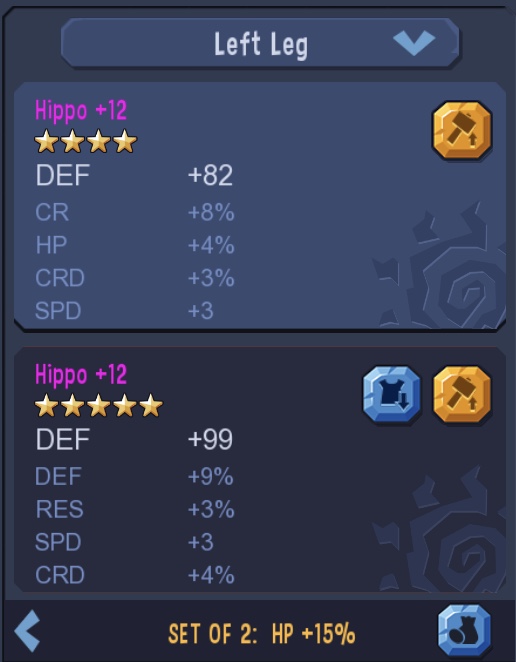 Left Leg
Hippo +12
DEF +82
CR +8%
HP +4%
CRD +3%
SPD +3
Hippo +12
DEF +99
DEF +9%
RES +3%
SPD +3
CRD +4%
SET OF 2: HP +15%